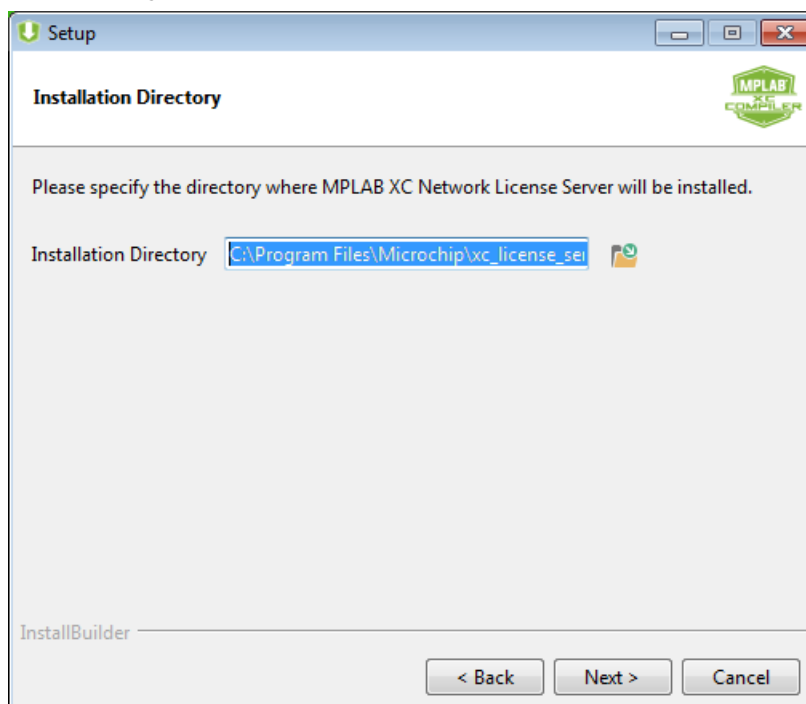 Setup
Installation Directory
MPLAB
XC
COMPILER
Please specify the directory where MPLAB XC Network License Server will be installed.
Installation Directory C:\Program Files\Microchip\xc_license_ser
InstallBuilder
< Back Next > Cancel